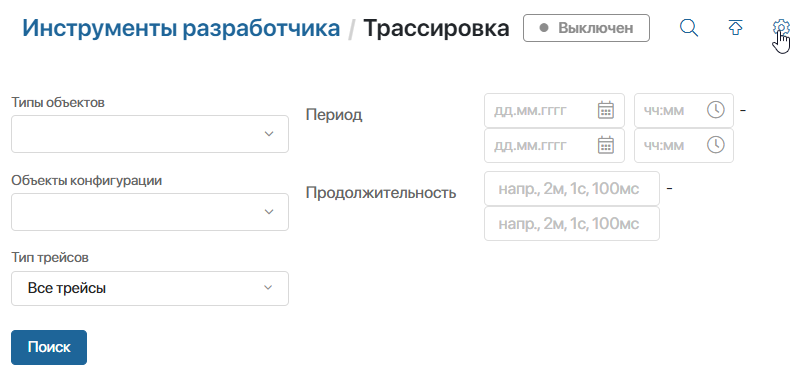 Инструменты разработчика / Трассировка Выключен
Типы объектов
Период дд.мм.гггг чч:мм –
дд.мм.гггг чч:мм
Объекты конфигурации
Продолжительность напр., 2м, 1с, 100мс –
напр., 2м, 1с, 100мс
Тип трейсов
Все трейсы
Поиск